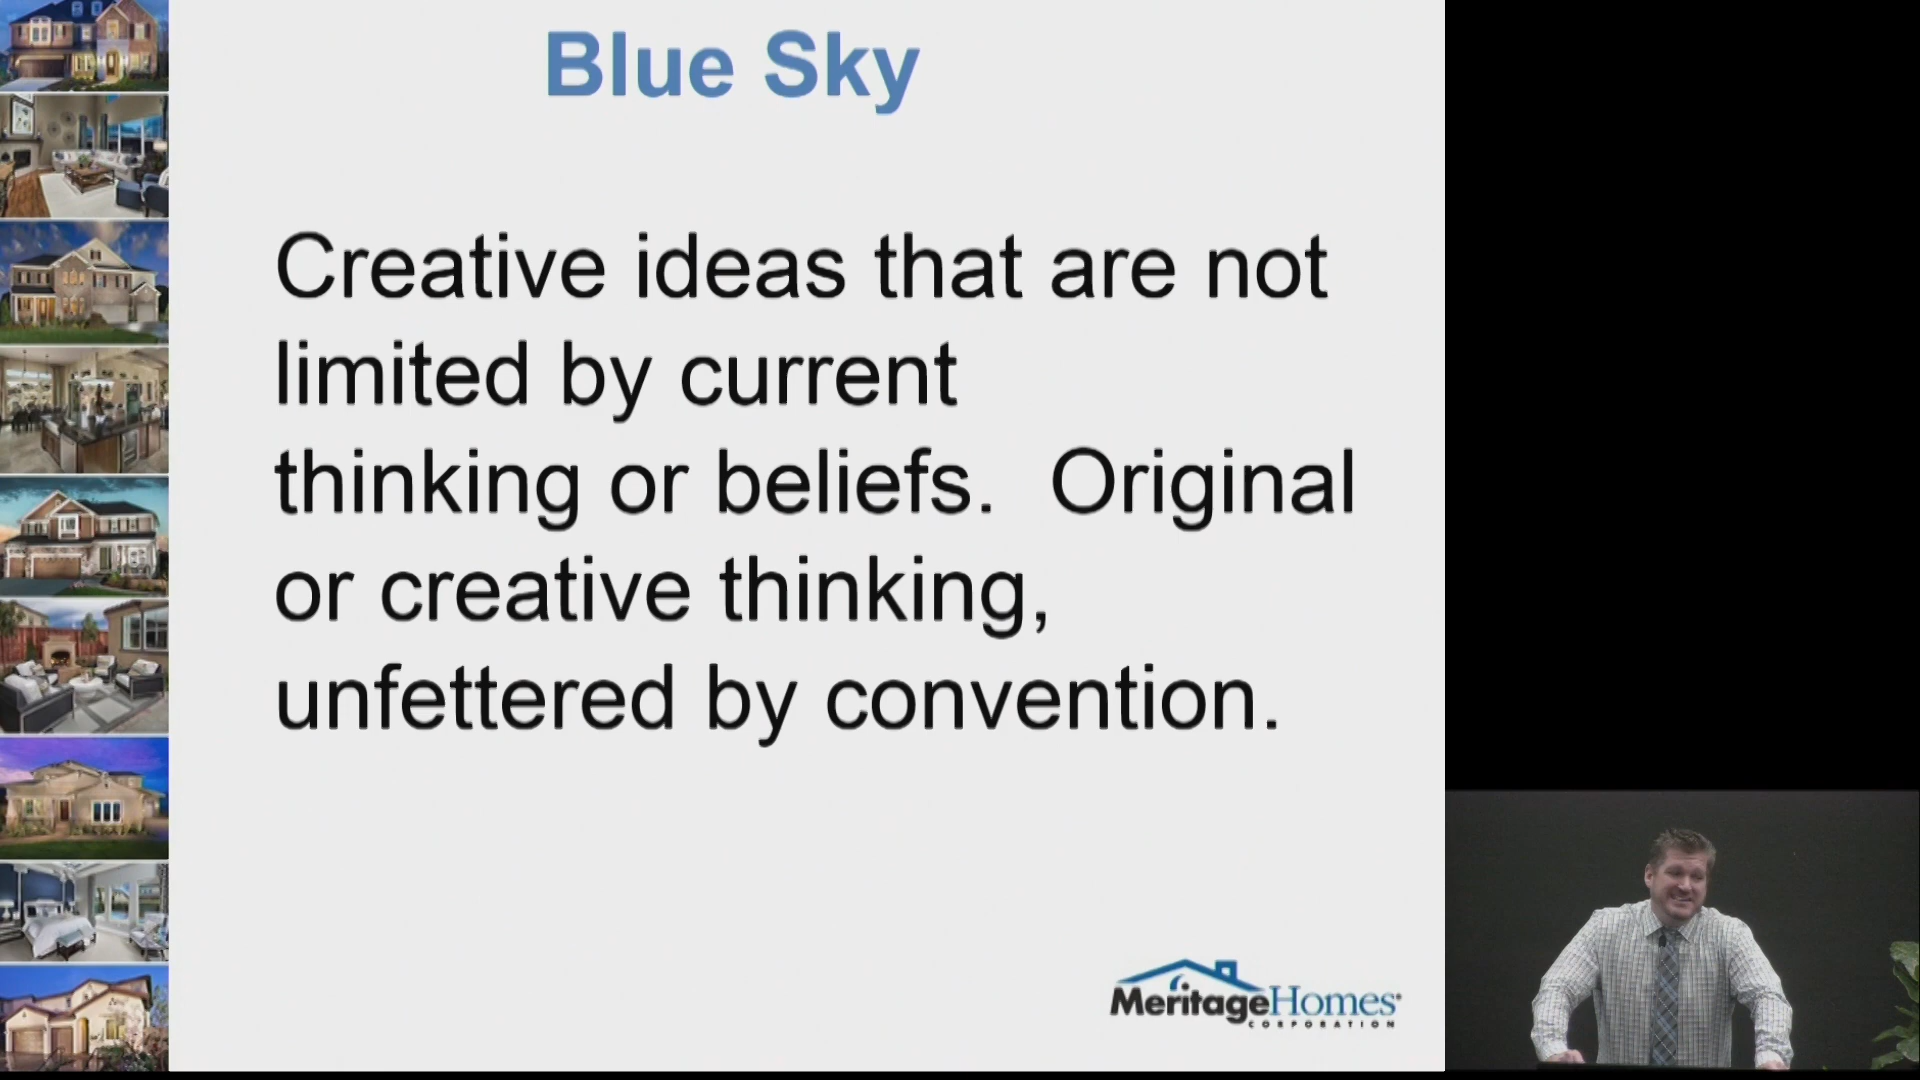 Blue Sky
Creative ideas that are not
limited by current
thinking or beliefs.  Original
or creative thinking,
unfettered by convention.
MeritageHomes®
CORPORATION